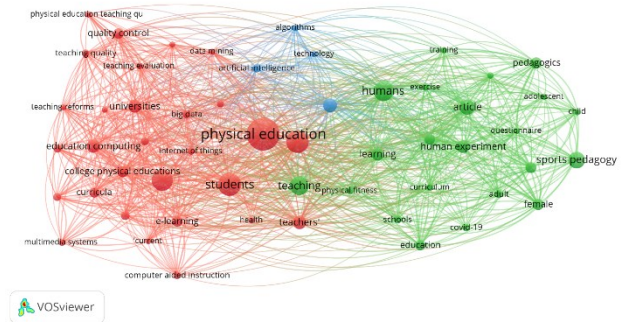 physical education teaching qu
quality control
algorithms
training
teaching quality
data mining
technology
pedagogics
teaching evaluation
artificial intelligence
exercise
humans
adolescent
teaching reforms
universities
big data
article
child
physical education
questionnaire
education computing
internet of things
learning
human experiment
sports pedagogy
college physical educations
students
teaching
physical fitness
curriculum
adult
curricula
female
e-learning
health
teachers'
schools
covid-19
multimedia systems
current
education
computer aided instruction
VOSviewer